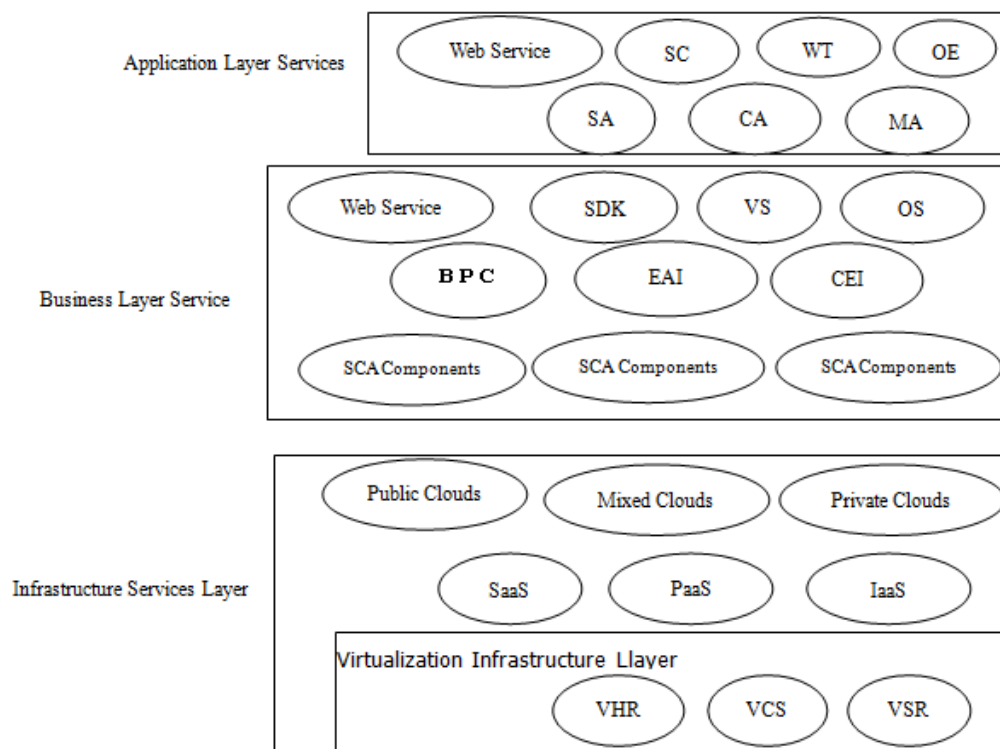 Web Service
SC
WT
OE
Application Layer Services
SA
CA
MA
Web Service
SDK
VS
OS
B P C
EAI
CEI
Business Layer Service
SCA Components
SCA Components
SCA Components
Public Clouds
Mixed Clouds
Private Clouds
Infrastructure Services Layer
SaaS
PaaS
IaaS
Virtualization Infrastructure Llayer
VHR
VCS
VSR